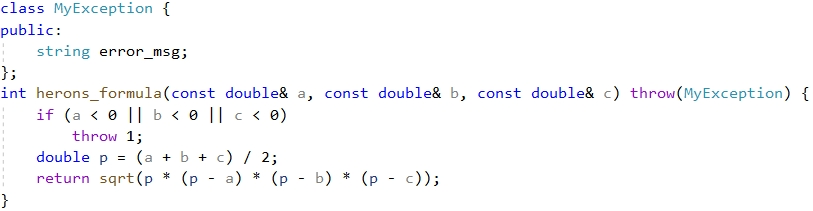 class MyException {
public:
    string error_msg;
};
int herons_formula(const double& a, const double& b, const double& c) throw(MyException) {
    if (a < 0 || b < 0 || c < 0)
        throw 1;
    double p = (a + b + c) / 2;
    return sqrt(p * (p - a) * (p - b) * (p - c));
}